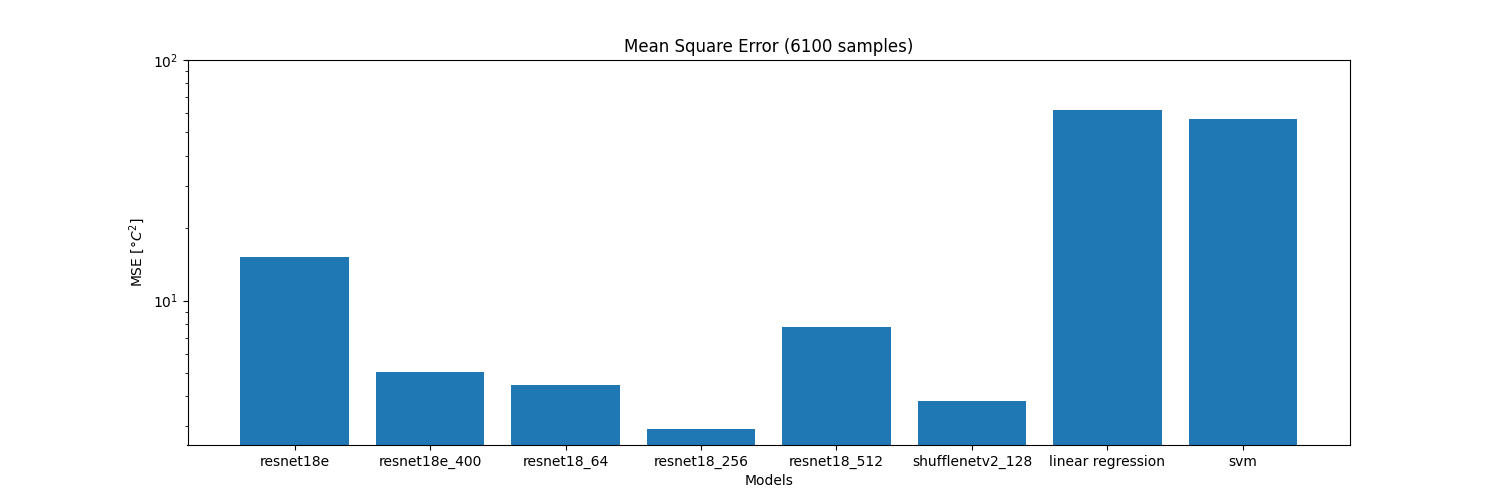 Mean Square Error (6100 samples)
10²
10¹
MSE [°C²]
resnet18e resnet18e_400 resnet18_64 resnet18_256 resnet18_512 shufflenetv2_128 linear regression svm
Models